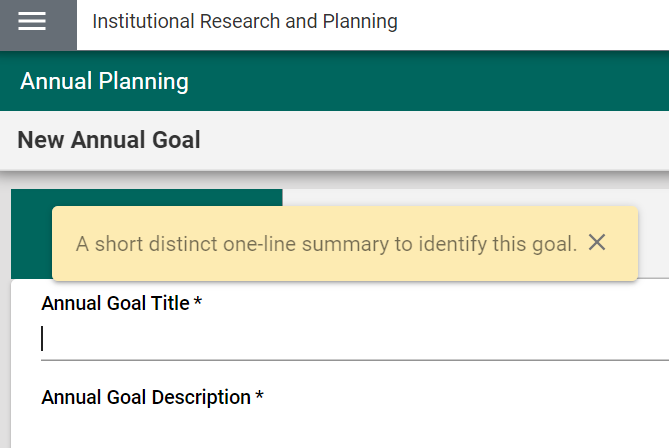 Institutional Research and Planning
Annual Planning
New Annual Goal
A short distinct one-line summary to identify this goal.
Annual Goal Title *
Annual Goal Description *